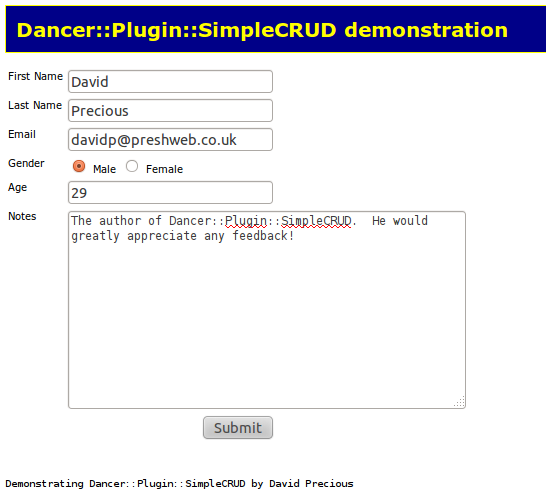 Dancer::Plugin::SimpleCRUD demonstration
First Name David
Last Name Precious
Email davidp@preshweb.co.uk
Gender Male Female
Age 29
Notes The author of Dancer::Plugin::SimpleCRUD.  He would
greatly appreciate any feedback!
Submit
Demonstrating Dancer::Plugin::SimpleCRUD by David Precious